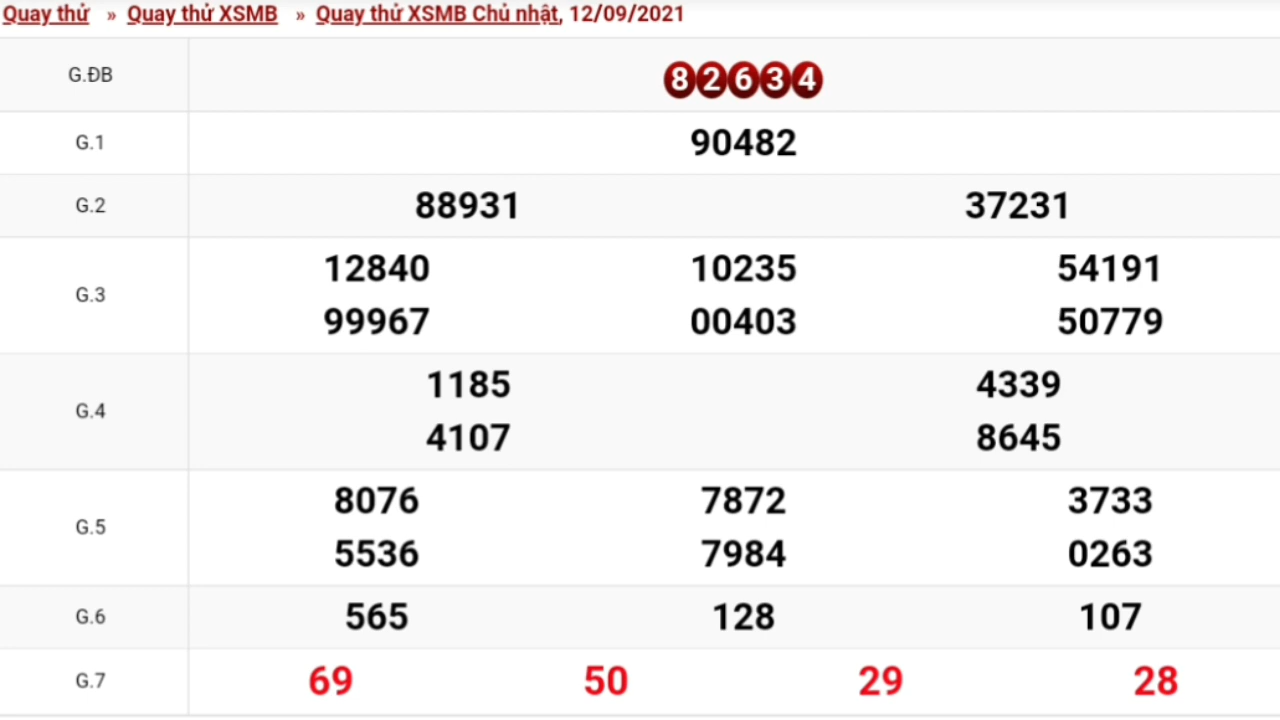 Quay thử » Quay thử XSMB » Quay thử XSMB Chủ nhật, 12/09/2021
G.ĐB 82634
G.1 90482
G.2 88931 37231
G.3 12840 10235 54191
99967 00403 50779
G.4 1185 4339
4107 8645
G.5 8076 7872 3733
5536 7984 0263
G.6 565 128 107
G.7 69 50 29 28